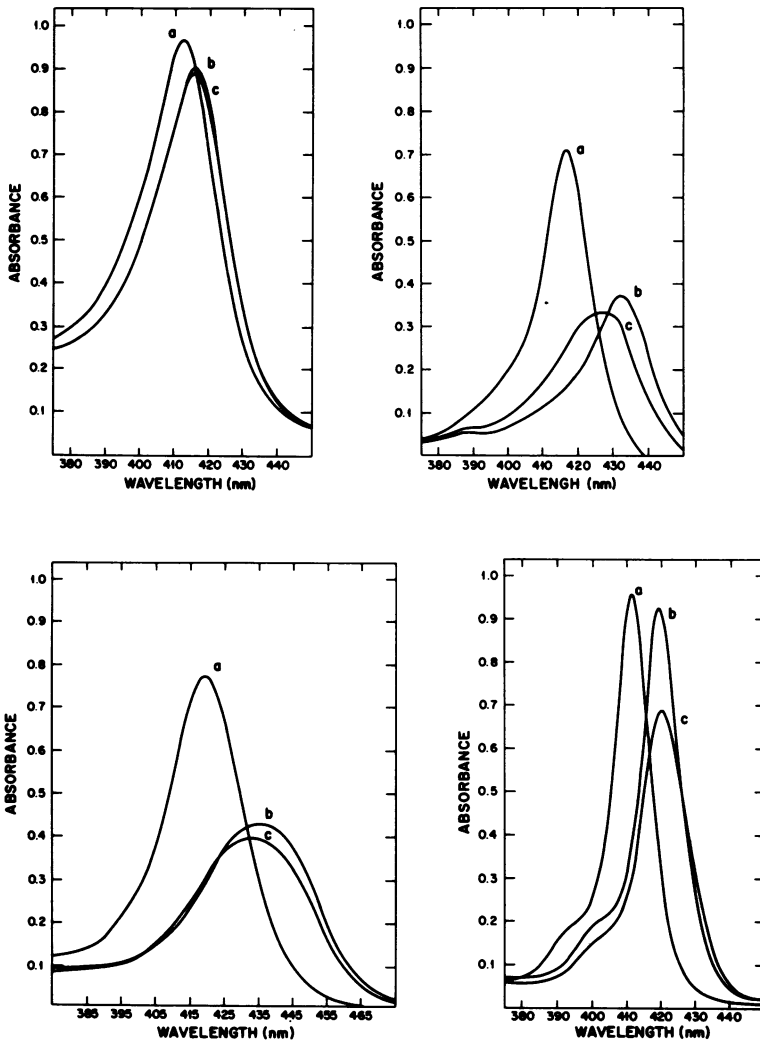 ABSORBANCE
1.0
0.9
0.8
0.7
0.6
0.5
0.4
0.3
0.2
0.1
a
b
c
380 390 400 410 420 430 440
WAVELENGTH (nm)
ABSORBANCE
1.0
0.9
0.8
0.7
0.6
0.5
0.4
0.3
0.2
0.1
a
b
c
380 390 400 410 420 430 440
WAVELENGH (nm)
ABSORBANCE
1.0
0.9
0.8
0.7
0.6
0.5
0.4
0.3
0.2
0.1
a
b
c
385 395 405 415 425 435 445 455 465
WAVELENGTH (nm)
ABSORBANCE
1.0
0.9
0.8
0.7
0.6
0.5
0.4
0.3
0.2
0.1
a
b
c
380 390 400 410 420 430 440
WAVELENGTH (nm)